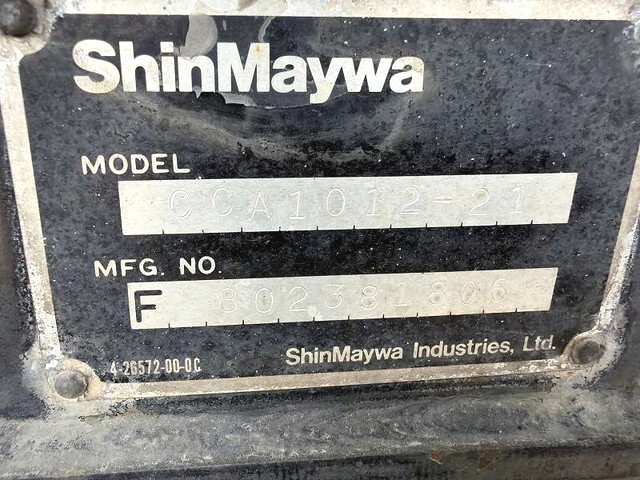 ShinMaywa
MODEL
CCA1012-21
MFG. NO.
F 802381806
4-26572-00-0C
ShinMaywa Industries, Ltd.